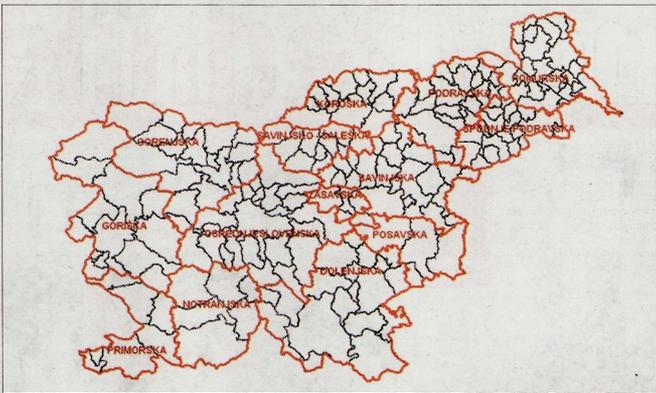 POMURSKA
PODRAVSKA
KOROŠKA
SPODNJEPODRAVSKA
SAVINJSKO - ŠALEŠKA
GORENJSKA
SAVINJSKA
ZASAVSKA
GORIŠKA
OSREDNJESLOVENSKA
POSAVSKA
DOLENJSKA
NOTRANJSKA
PRIMORSKA